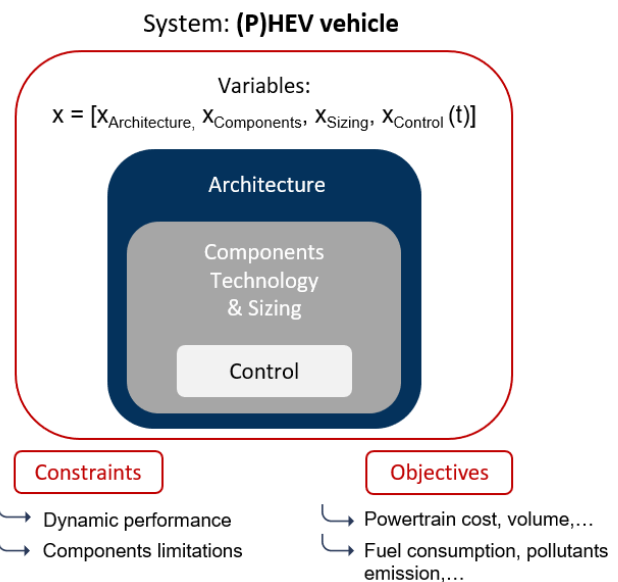 System: (P)HEV vehicle
Variables:
x = [xArchitecture, xComponents, xSizing, xControl (t)]
Architecture
Components
Technology
& Sizing
Control
Constraints
Objectives
Dynamic performance
Powertrain cost, volume,...
Components limitations
Fuel consumption, pollutants
emission,...